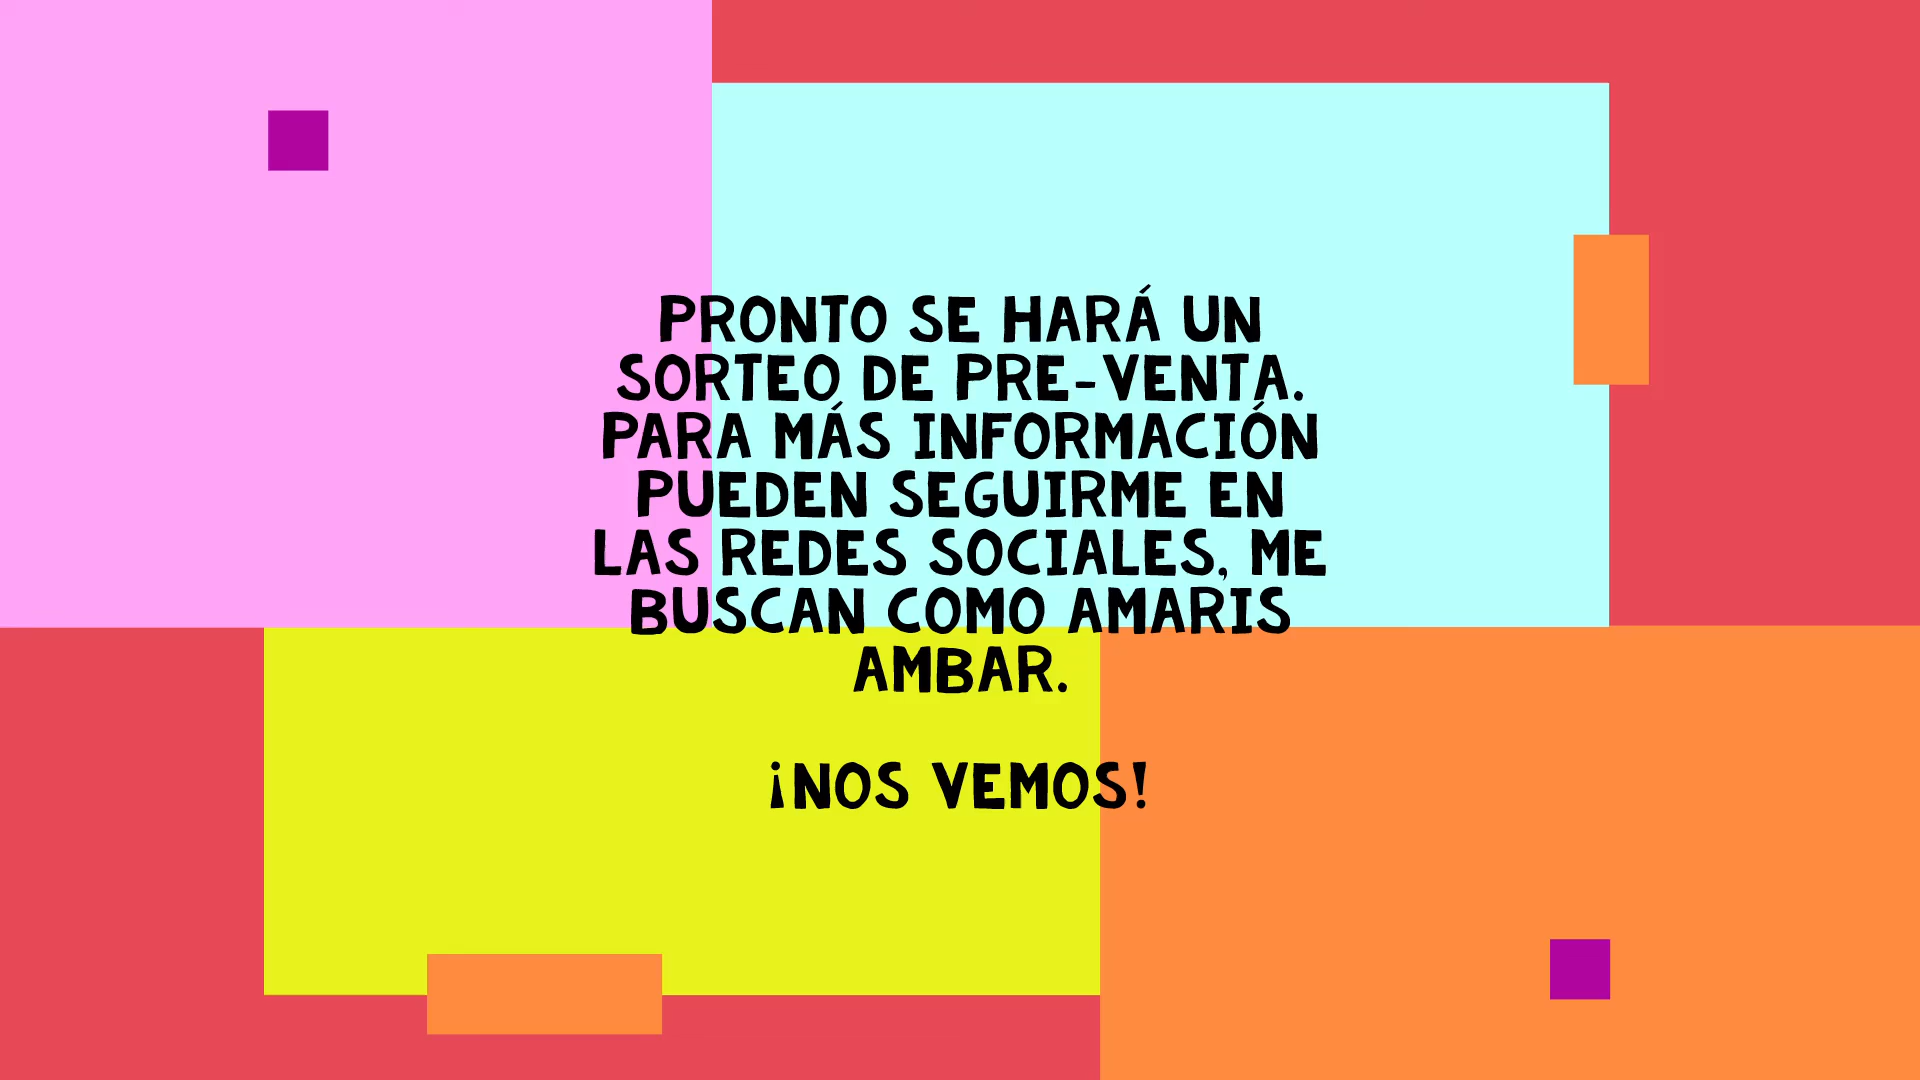 PRONTO SE HARÁ UN
SORTEO DE PRE-VENTA.
PARA MÁS INFORMACIÓN
PUEDEN SEGUIRME EN
LAS REDES SOCIALES, ME
BUSCAN COMO AMARIS
AMBAR.
¡NOS VEMOS!